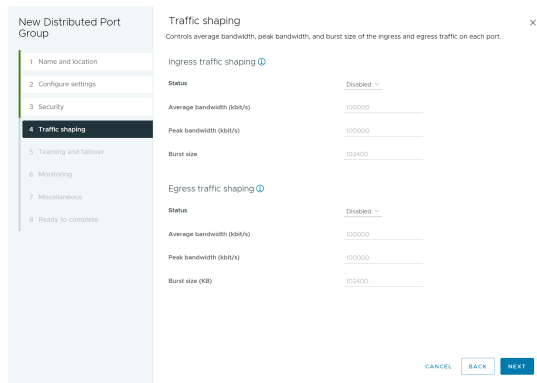 New Distributed Port
Group
1 Name and location
2 Configure settings
3 Security
4 Traffic shaping
5 Teaming and failover
6 Monitoring
7 Miscellaneous
8 Ready to complete
Traffic shaping
Controls average bandwidth, peak bandwidth, and burst size of the ingress and egress traffic on each port.
Ingress traffic shaping
Status Disabled
Average bandwidth (kbit/s) 100000
Peak bandwidth (kbit/s) 100000
Burst size 102400
Egress traffic shaping
Status Disabled
Average bandwidth (kbit/s) 100000
Peak bandwidth (kbit/s) 100000
Burst size (KB) 102400
CANCEL BACK NEXT